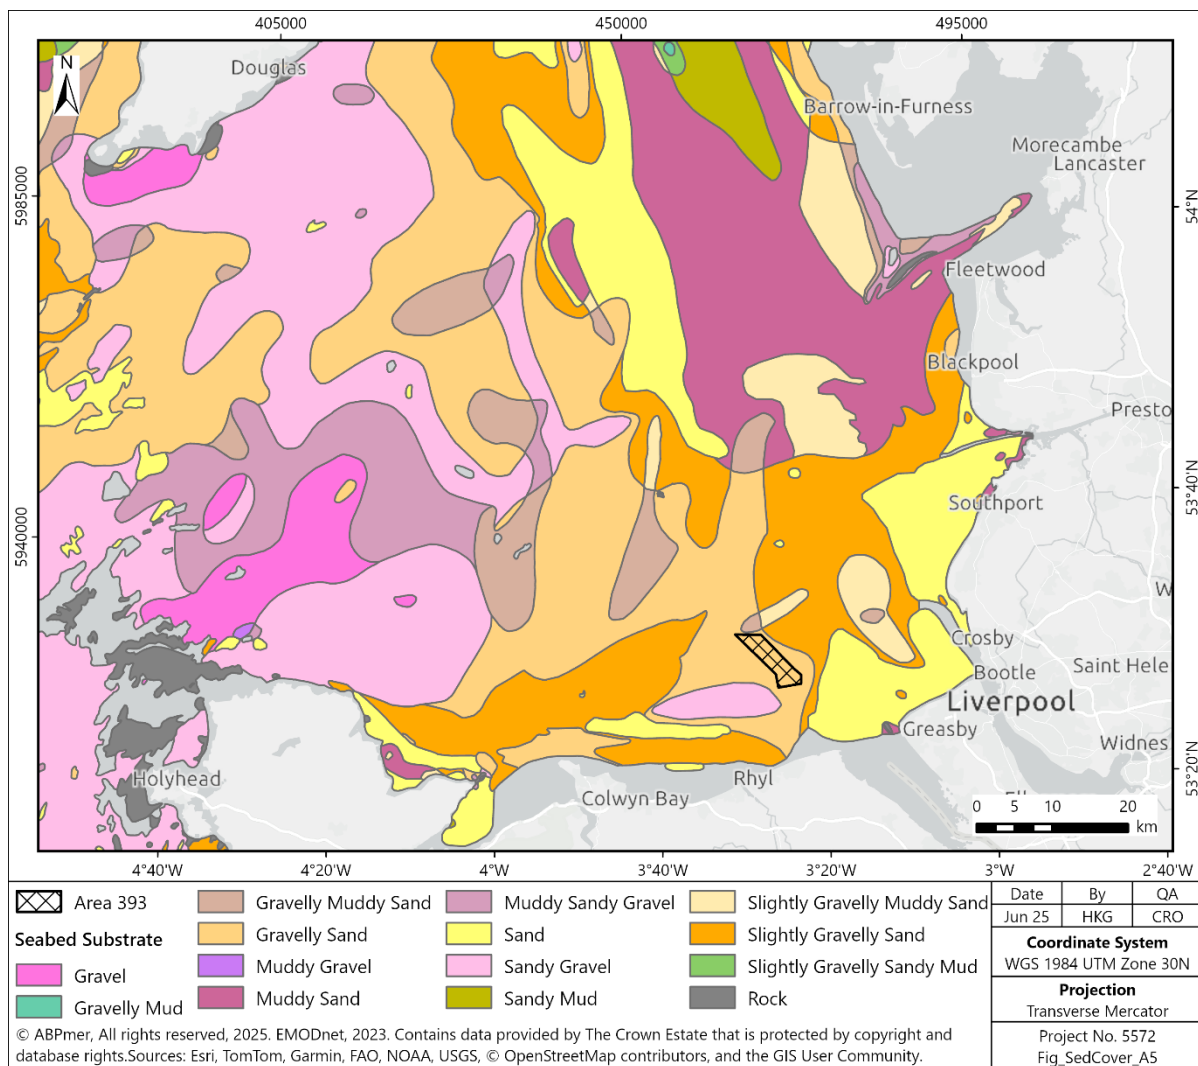 405000
450000
495000
N
Douglas
Barrow-in-Furness
Morecambe
Lancaster
5985000
54°N
Fleetwood
Blackpool
Presto
Southport
53°40'N
5940000
W
Crosby
Bootle
Saint Hele
Liverpool
Greasby
Widnes
Holyhead
Rhyl
Colwyn Bay
53°20'N
0 5 10 20
km
4°40'W
4°20'W
4°W
3°40'W
3°20'W
3°W
2°40'W
Area 393
Seabed Substrate
Gravel
Gravelly Mud
Gravelly Muddy Sand
Gravelly Sand
Muddy Gravel
Muddy Sand
Muddy Sandy Gravel
Sand
Sandy Gravel
Sandy Mud
Slightly Gravelly Muddy Sand
Slightly Gravelly Sand
Slightly Gravelly Sandy Mud
Rock
Date By QA
Jun 25 HKG CRO
Coordinate System
WGS 1984 UTM Zone 30N
Projection
Transverse Mercator
Project No. 5572
Fig_SedCover_A5
© ABPmer, All rights reserved, 2025. EMODnet, 2023. Contains data provided by The Crown Estate that is protected by copyright and
database rights.Sources: Esri, TomTom, Garmin, FAO, NOAA, USGS, © OpenStreetMap contributors, and the GIS User Community.